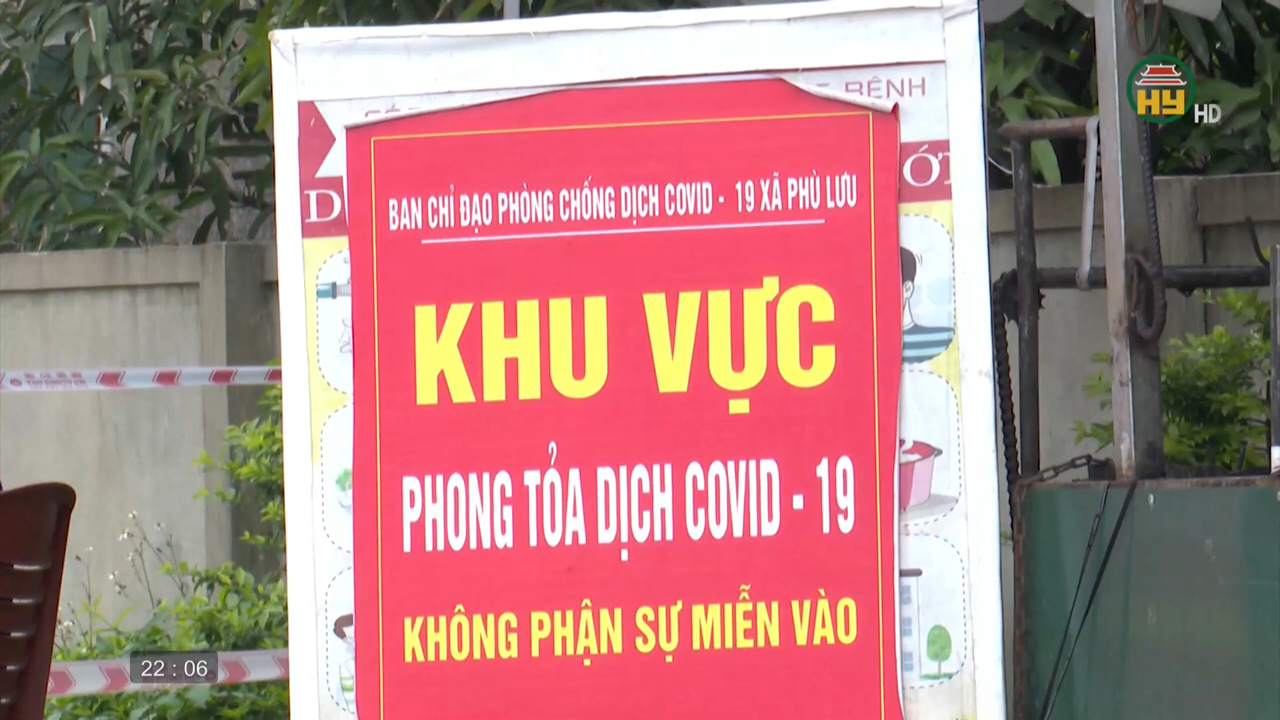 BỆNH
HY HD
BAN CHỈ ĐẠO PHÒNG CHỐNG DỊCH COVID - 19 XÃ PHÙ LƯU
KHU VỰC
PHONG TỎA DỊCH COVID - 19
KHÔNG PHẬN SỰ MIỄN VÀO
22 : 06